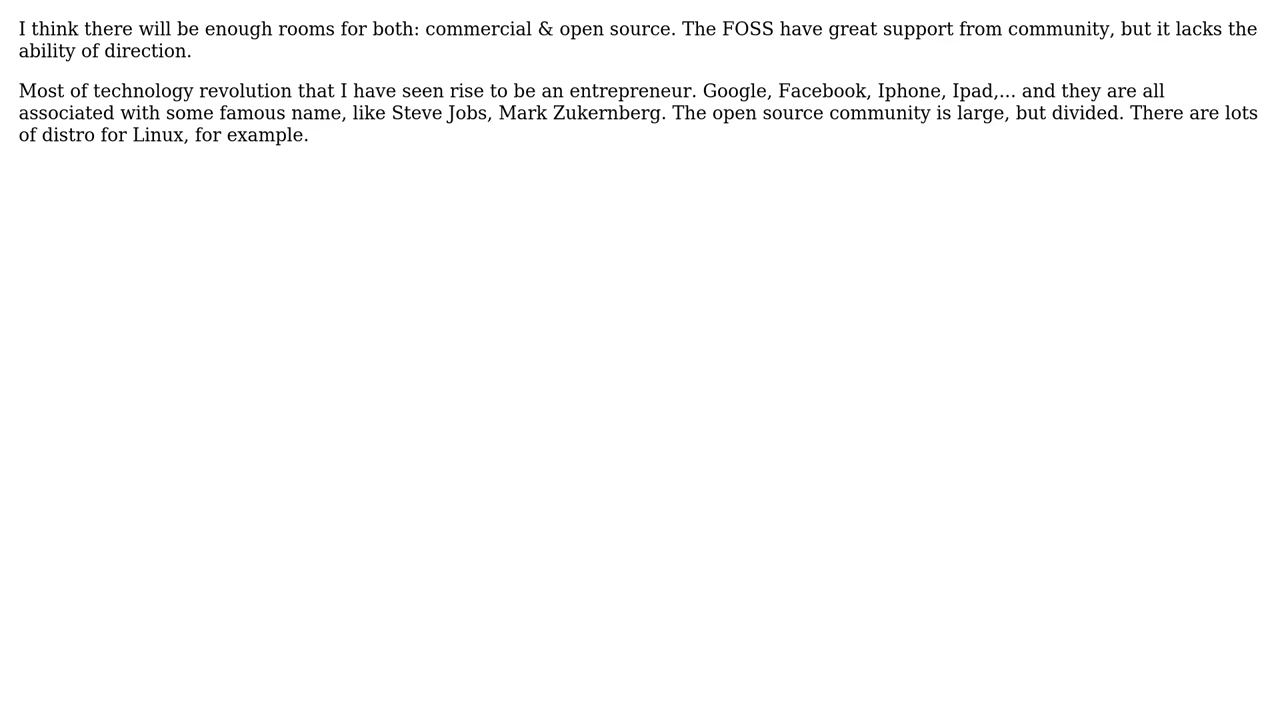 I think there will be enough rooms for both: commercial & open source. The FOSS have great support from community, but it lacks the
ability of direction.
Most of technology revolution that I have seen rise to be an entrepreneur. Google, Facebook, Iphone, Ipad,... and they are all
associated with some famous name, like Steve Jobs, Mark Zukernberg. The open source community is large, but divided. There are lots
of distro for Linux, for example.